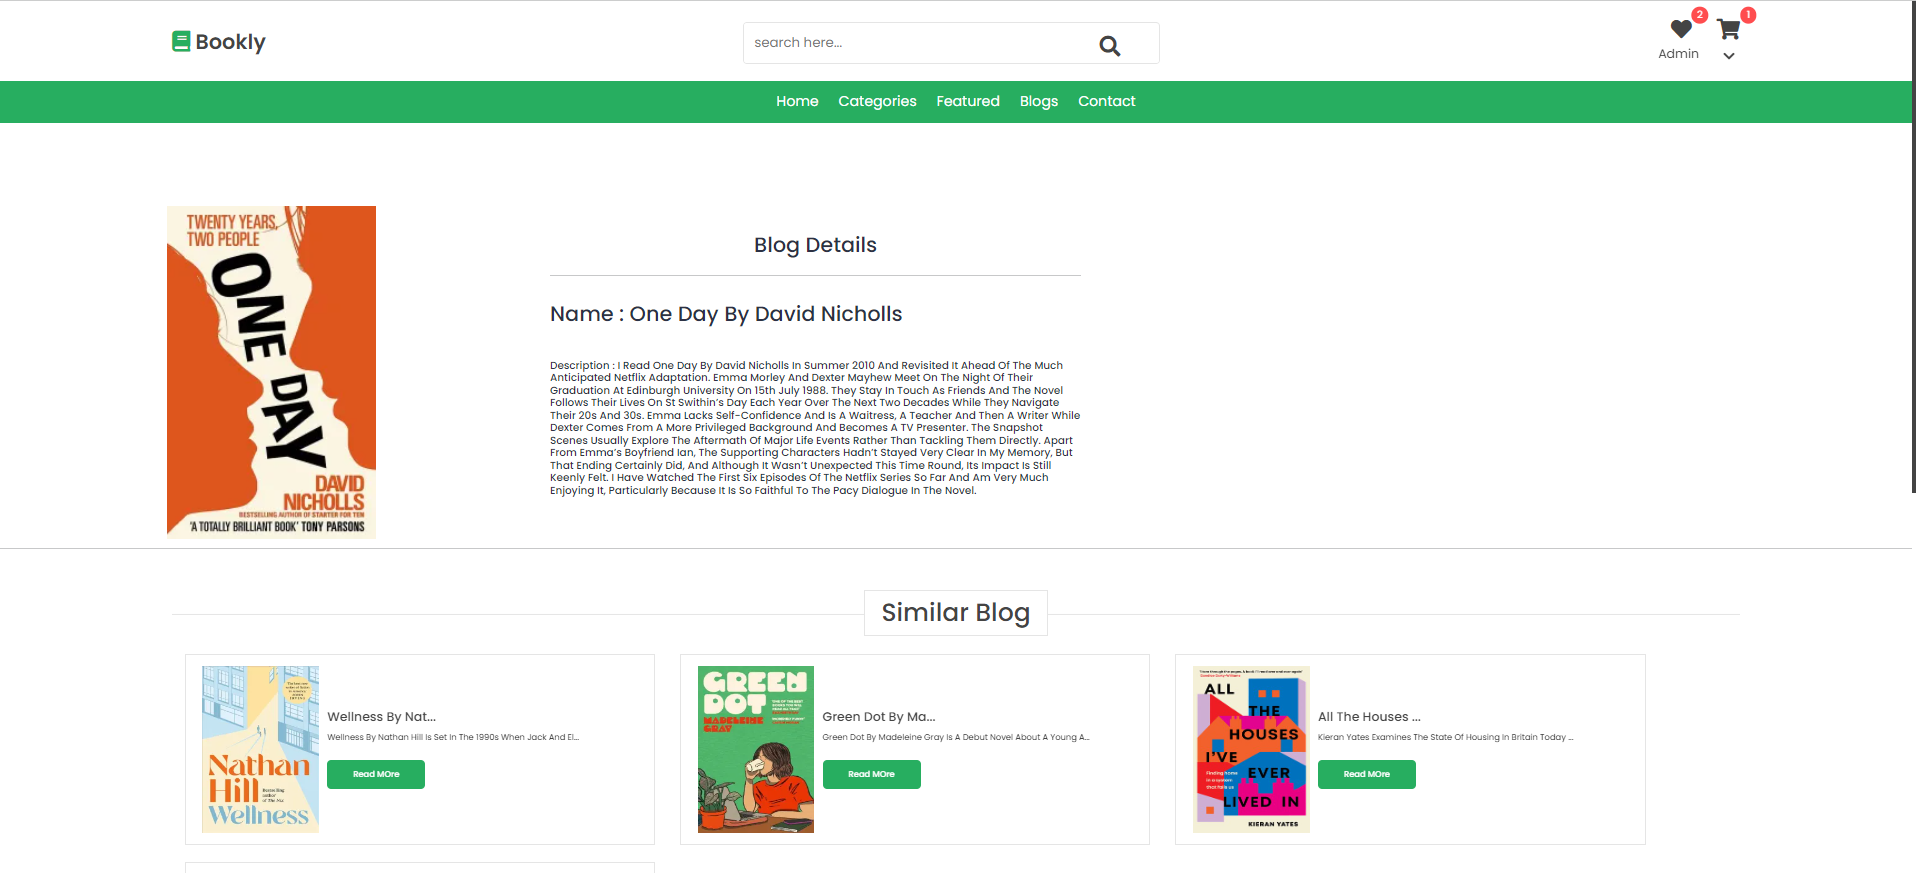 Bookly
search here...
2
1
Admin
Home Categories Featured Blogs Contact
TWENTY YEARS,
TWO PEOPLE
ONE DAY
DAVID
NICHOLLS
BESTSELLING AUTHOR OF STARTER FOR TEN
'A TOTALLY BRILLIANT BOOK' TONY PARSONS
Blog Details
Name : One Day By David Nicholls
Description : I Read One Day By David Nicholls In Summer 2010 And Revisited It Ahead Of The Much
Anticipated Netflix Adaptation. Emma Morley And Dexter Mayhew Meet On The Night Of Their
Graduation At Edinburgh University On 15th July 1988. They Stay In Touch As Friends And The Novel
Follows Their Lives On St Swithin's Day Each Year Over The Next Two Decades While They Navigate
Their 20s And 30s. Emma Lacks Self-Confidence And Is A Waitress, A Teacher And Then A Writer While
Dexter Comes From A More Privileged Background And Becomes A TV Presenter. The Snapshot
Scenes Usually Explore The Aftermath Of Major Life Events Rather Than Tackling Them Directly. Apart
From Emma's Boyfriend Ian, The Supporting Characters Hadn't Stayed Very Clear In My Memory, But
That Ending Certainly Did, And Although It Wasn't Unexpected This Time Round, Its Impact Is Still
Keenly Felt. I Have Watched The First Six Episodes Of The Netflix Series So Far And Am Very Much
Enjoying It, Particularly Because It Is So Faithful To The Pacy Dialogue In The Novel.
Similar Blog
Nathan
Hill
Bestselling
author
of The Nix
Wellness
Wellness By Nat...
Wellness By Nathan Hill Is Set In The 1990s When Jack And El...
Read MOre
GREEN
DOT
MADELEINE
GRAY
Green Dot By Ma...
Green Dot By Madeleine Gray Is A Debut Novel About A Young A...
Read MOre
ALL
THE
HOUSES
I'VE
EVER
LIVED IN
Finding home
in a system
that fails us
KIERAN YATES
All The Houses ...
Kieran Yates Examines The State Of Housing In Britain Today ...
Read MOre